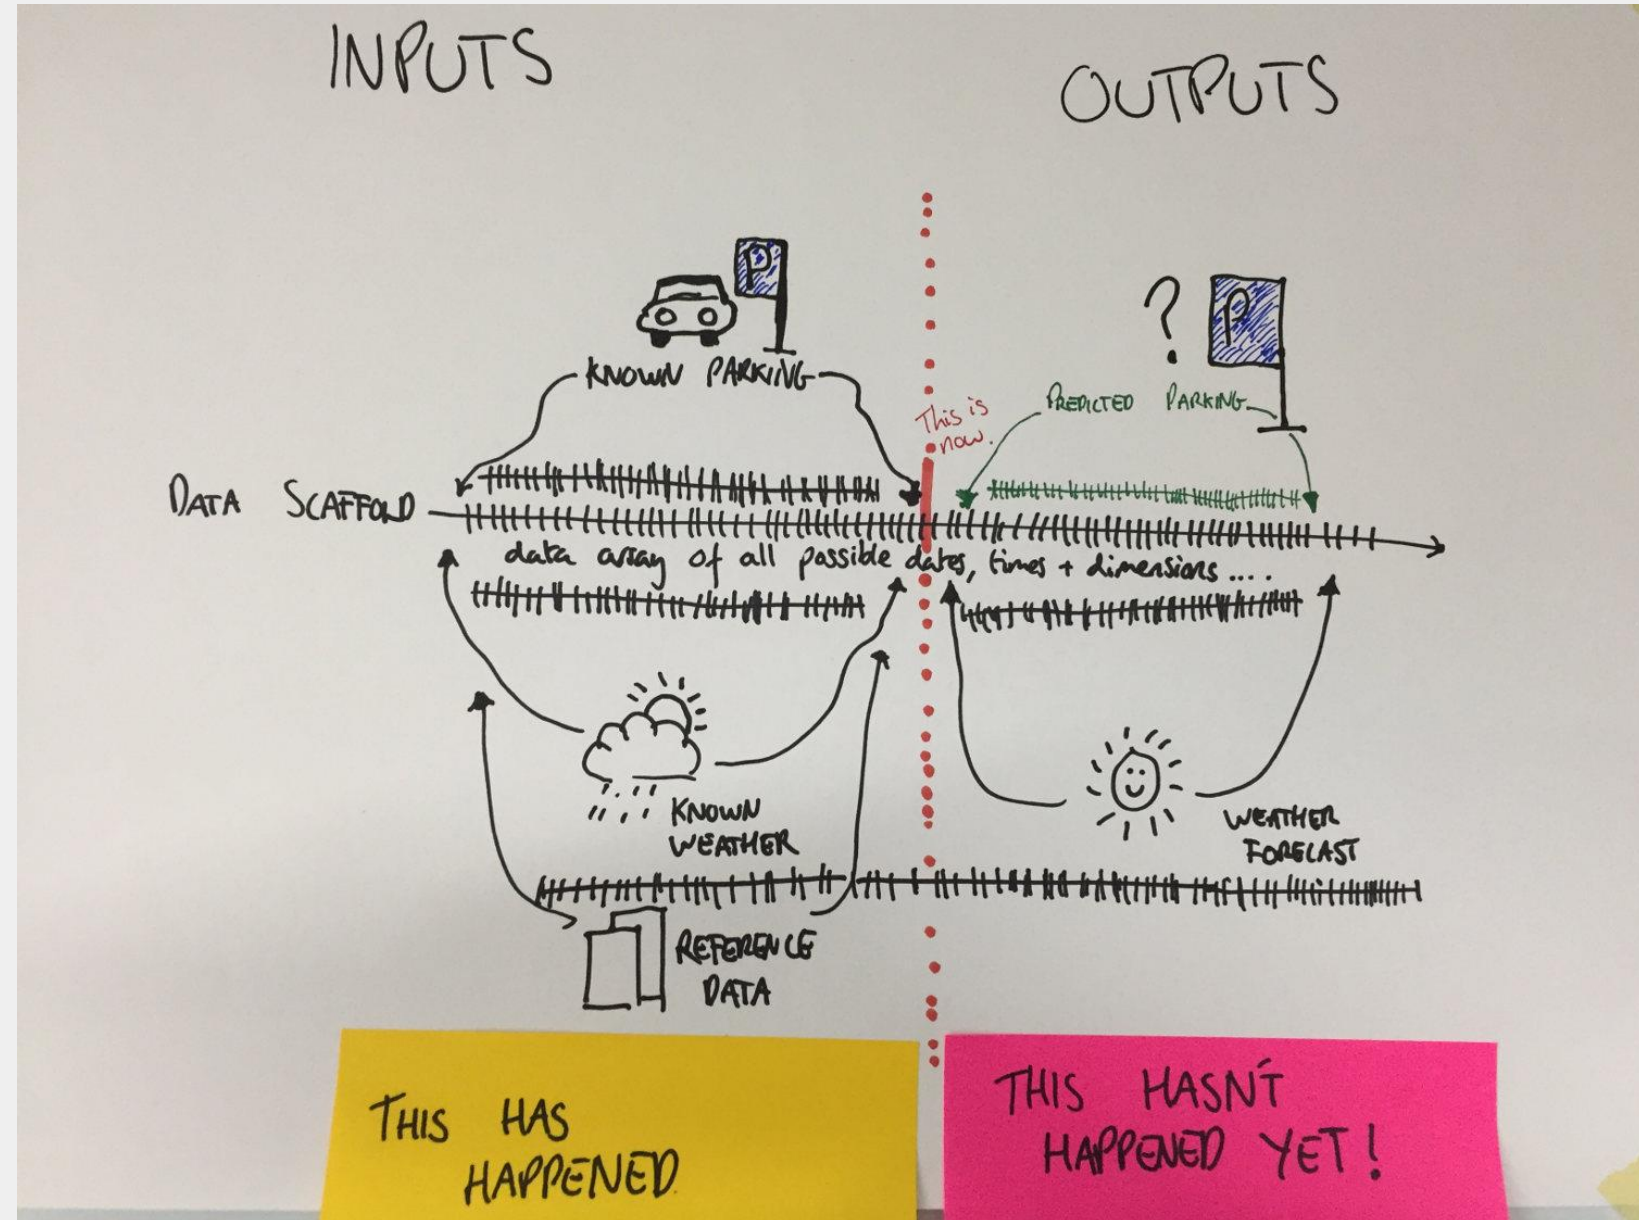 INPUTS
OUTPUTS
P
?
P
KNOWN PARKING
This is
now.
PREDICTED PARKING
DATA SCAFFOLD
data array of all possible dates, times + dimensions....
KNOWN
WEATHER
WEATHER
FORECAST
REFERENCE
DATA
THIS HAS
HAPPENED
THIS HASN'T
HAPPENED YET!